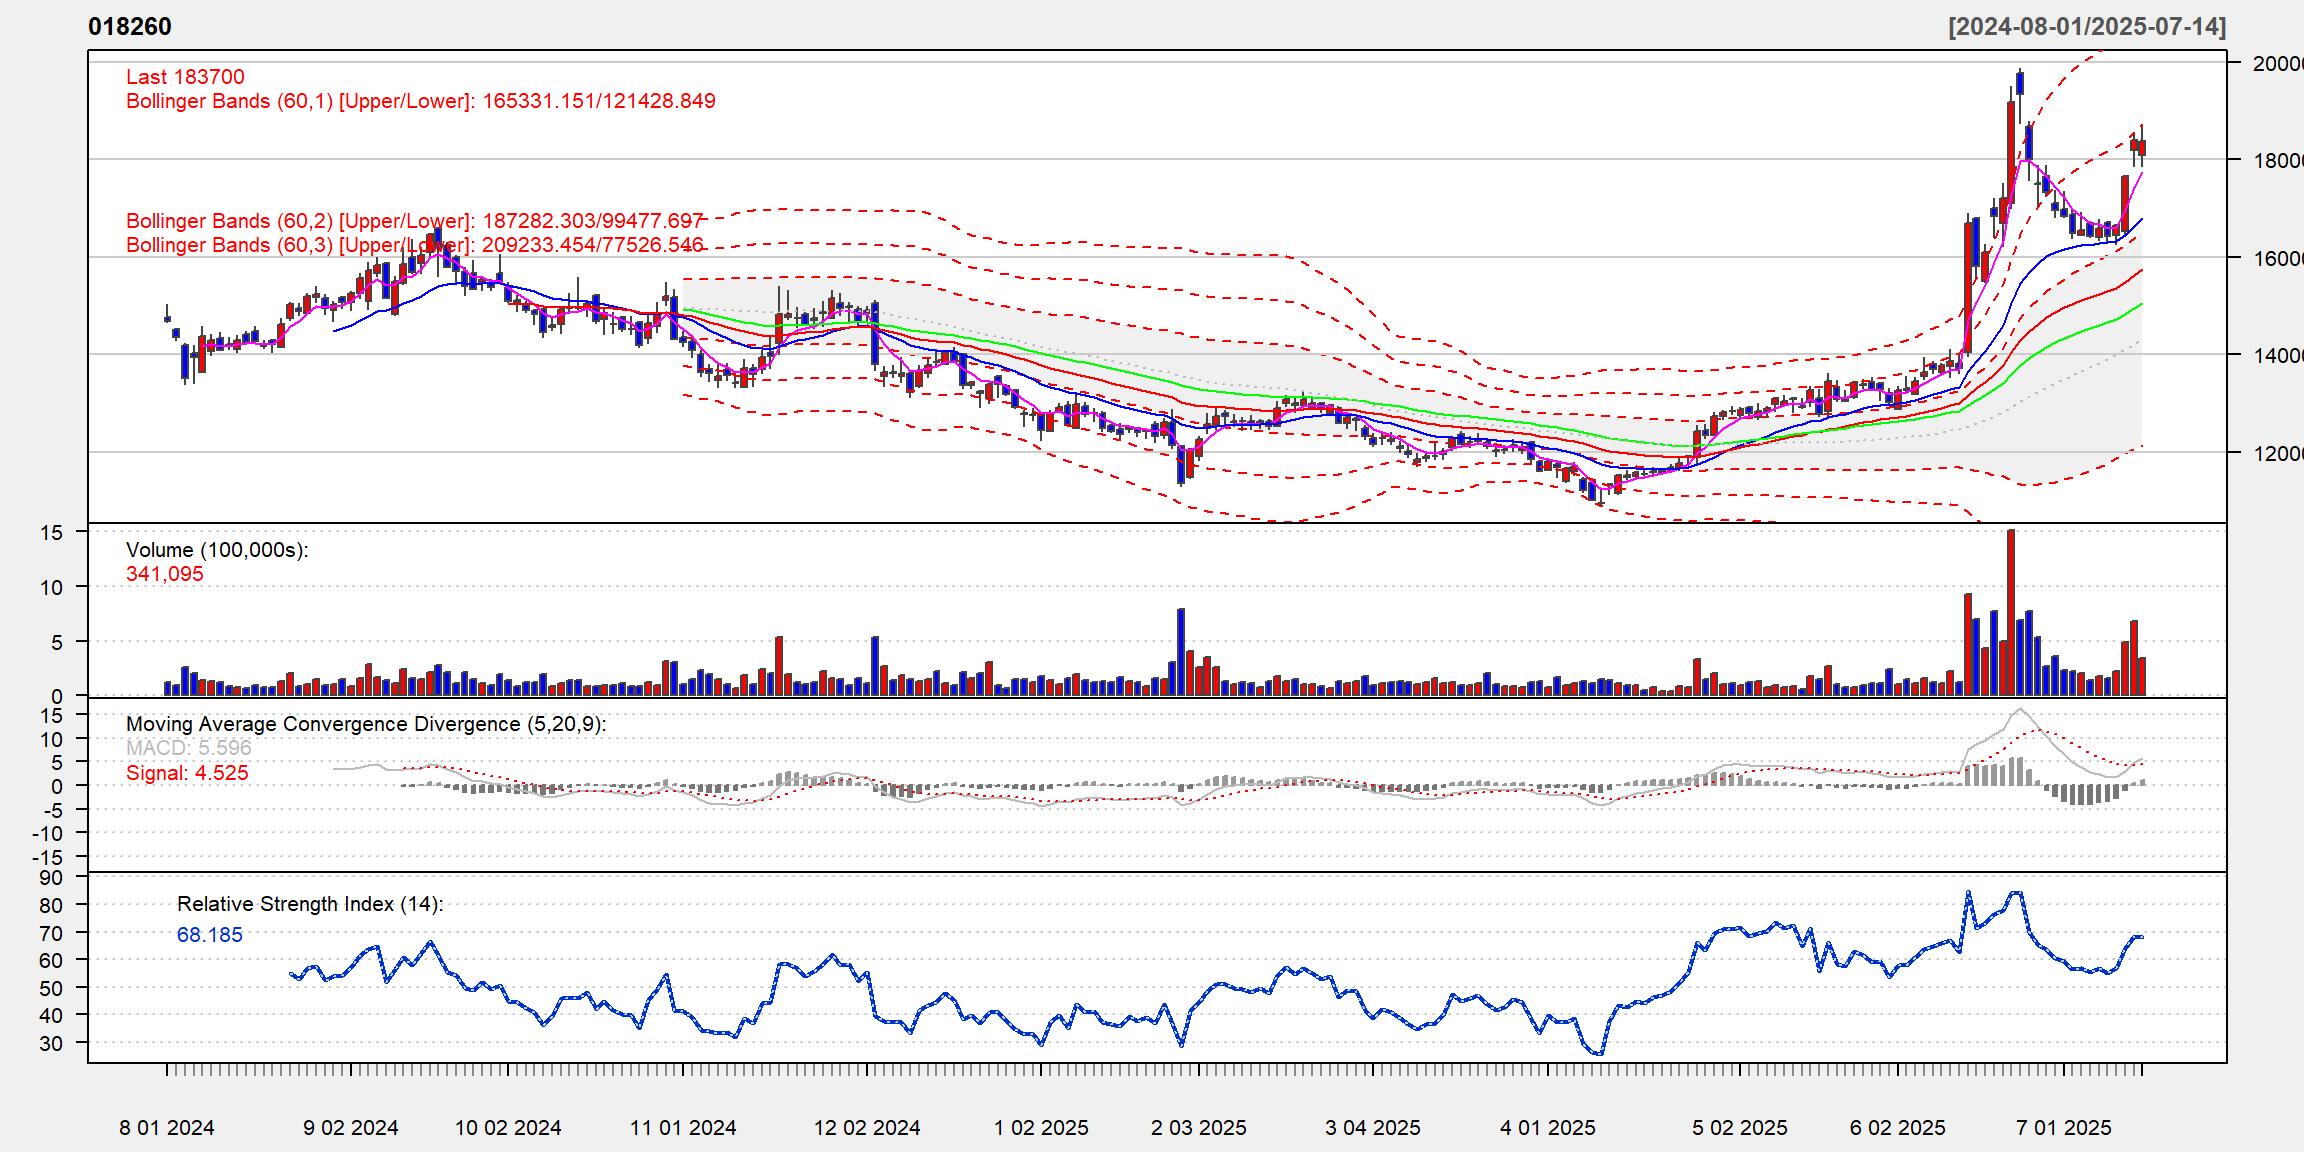 018260 [2024-08-01/2025-07-14]
Last 183700
Bollinger Bands (60,1) [Upper/Lower]: 165331.151/121428.849
Bollinger Bands (60,2) [Upper/Lower]: 187282.303/99477.697
Bollinger Bands (60,3) [Upper/Lower]: 209233.454/77526.546
20000
18000
16000
14000
12000
Volume (100,000s):
341,095
15
10
5
0
Moving Average Convergence Divergence (5,20,9):
MACD: 5.596
Signal: 4.525
15
10
5
0
-5
-10
-15
Relative Strength Index (14):
68.185
90
80
70
60
50
40
30
8 01 2024 9 02 2024 10 02 2024 11 01 2024 12 02 2024 1 02 2025 2 03 2025 3 04 2025 4 01 2025 5 02 2025 6 02 2025 7 01 2025